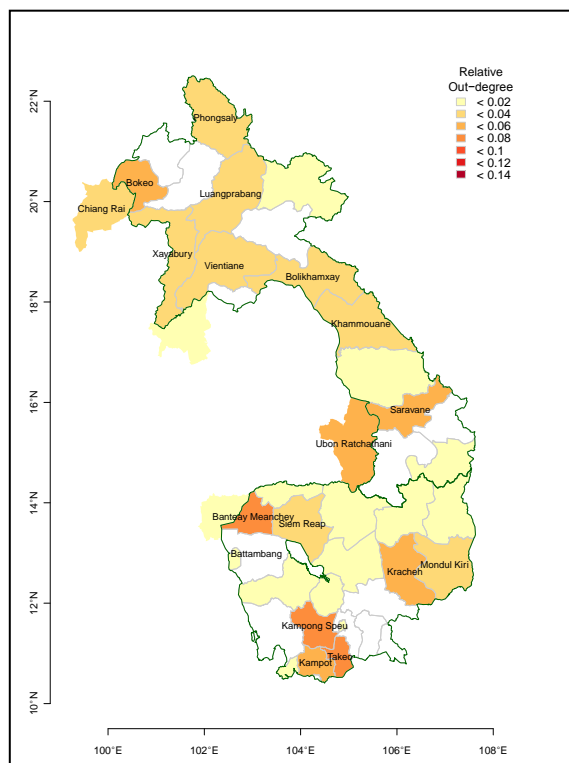 Relative
Out−degree
< 0.02
< 0.04
< 0.06
< 0.08
< 0.1
< 0.12
< 0.14
22°N
20°N
18°N
16°N
14°N
12°N
10°N
Phongsaly
Bokeo
Luangprabang
Chiang Rai
Xayabury
Vientiane
Bolikhamxay
Khammouane
Saravane
Ubon Ratchathani
Banteay Meanchey
Siem Reap
Battambang
Mondul Kiri
Kracheh
Kampong Speu
Takeo
Kampot
100°E
102°E
104°E
106°E
108°E